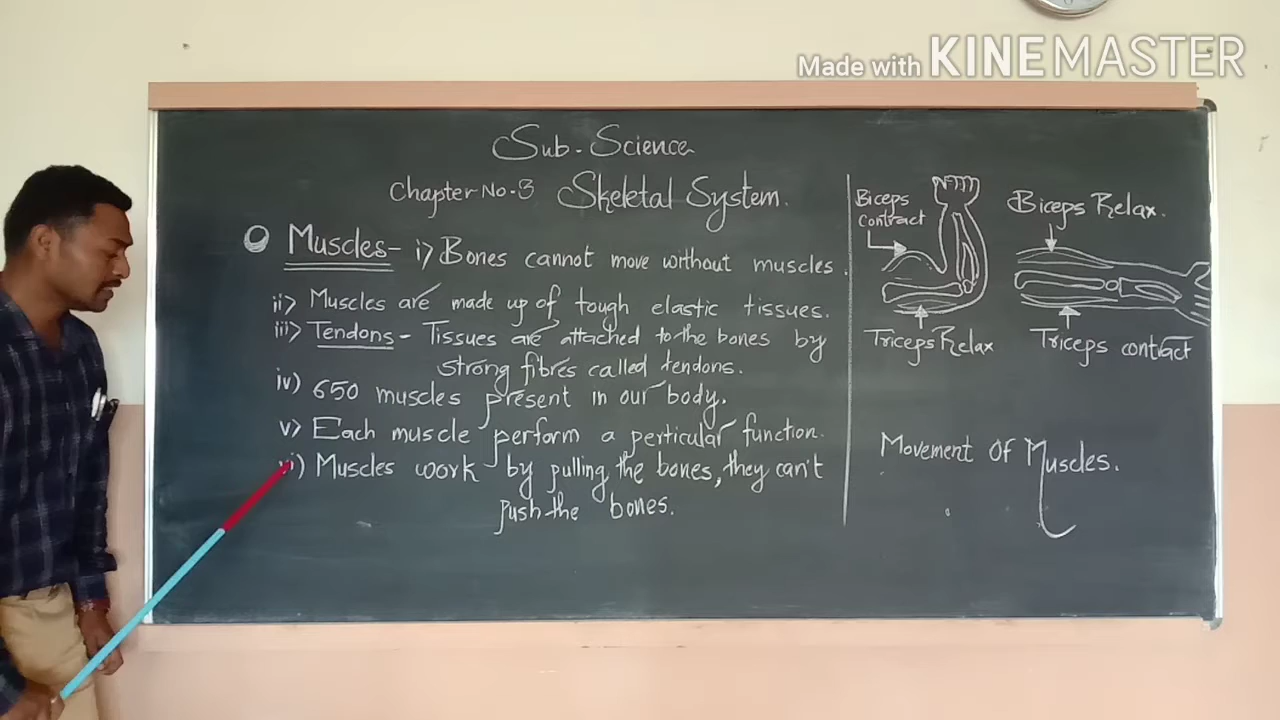 Made with KINEMASTER
Sub - Science
Chapter No. 3 Skeletal System.
Muscles - i) Bones cannot move without muscles.
ii) Muscles are made up of tough elastic tissues.
iii) Tendons - Tissues are attached to the bones by
strong fibres called tendons.
iv) 650 muscles present in our body.
v) Each muscle perform a perticular function.
vi) Muscles work by pulling the bones, they can't
push the bones.
Biceps
Contract
Triceps Relax
Biceps Relax.
Triceps contract
Movement Of Muscles.